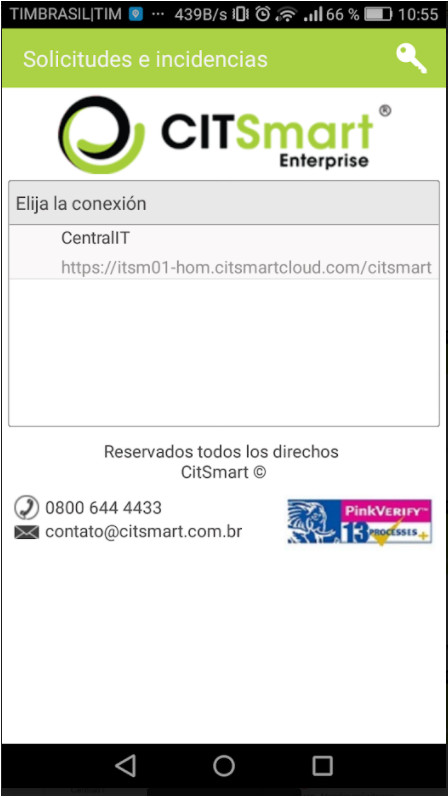 TIMBRASIL|TIM ... 439B/s 66 % 10:55
Solicitudes e incidencias
CITSmart®
Enterprise
Elija la conexión
CentralIT
https://itsm01-hom.citsmartcloud.com/citsmart
Reservados todos los direchos
CitSmart ©
0800 644 4433
contato@citsmart.com.br
PINKVERIFY™
13 PROCESSES +